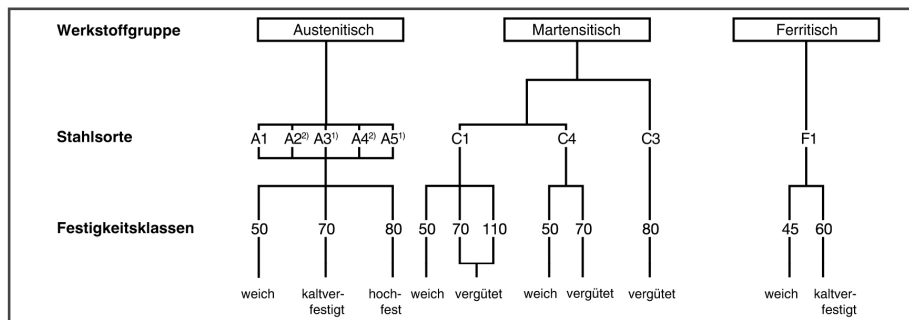 Werkstoffgruppe Austenitisch Martensitisch Ferritisch
Stahlsorte A1 A2²⁾ A3¹⁾ A4²⁾ A5¹⁾ C1 C4 C3 F1
Festigkeitsklassen 50 70 80 50 70 110 50 70 80 45 60
weich kaltver- hoch- weich vergütet weich vergütet vergütet weich kaltver-
festigt fest festigt